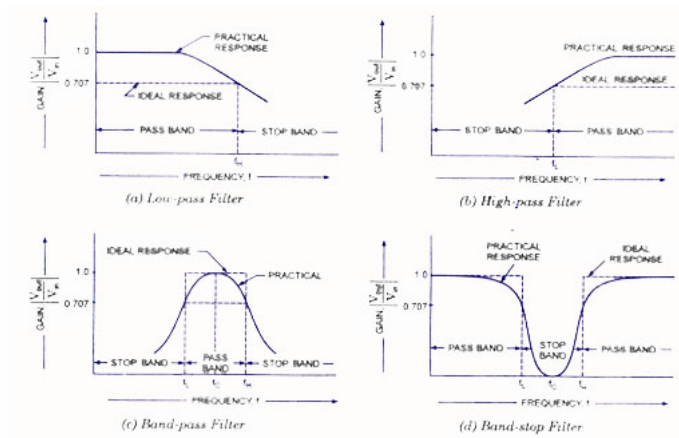 1.0
PRACTICAL
RESPONSE
GAIN |Vout/Vin|
0.707
IDEAL RESPONSE
PASS BAND
STOP BAND
fH
FREQUENCY, f
(a) Low-pass Filter
1.0
PRACTICAL RESPONSE
GAIN |Vout/Vin|
0.707
IDEAL RESPONSE
STOP BAND
PASS BAND
fL
FREQUENCY, f
(b) High-pass Filter
IDEAL RESPONSE
1.0
PRACTICAL
GAIN |Vout/Vin|
0.707
STOP BAND
PASS
BAND
STOP BAND
fL
fC
fH
FREQUENCY, f
(c) Band-pass Filter
PRACTICAL
RESPONSE
IDEAL
RESPONSE
1.0
GAIN |Vout/Vin|
0.707
PASS BAND
STOP
BAND
PASS BAND
fL
fC
fH
FREQUENCY, f
(d) Band-stop Filter